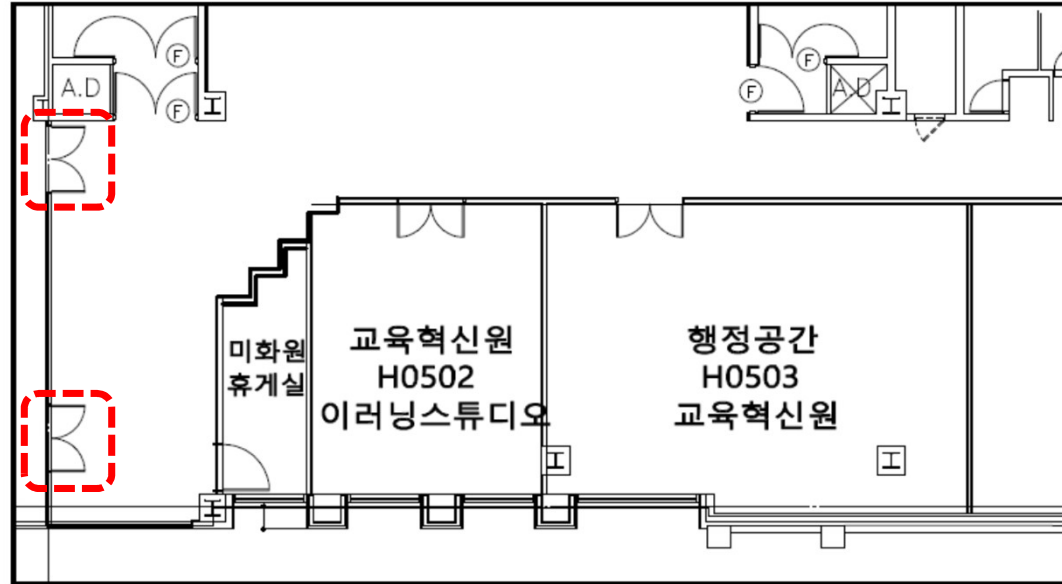 A.D
F
F
F
F
A.D
미화원
휴게실
교육혁신원
H0502
이러닝스튜디오
행정공간
H0503
교육혁신원